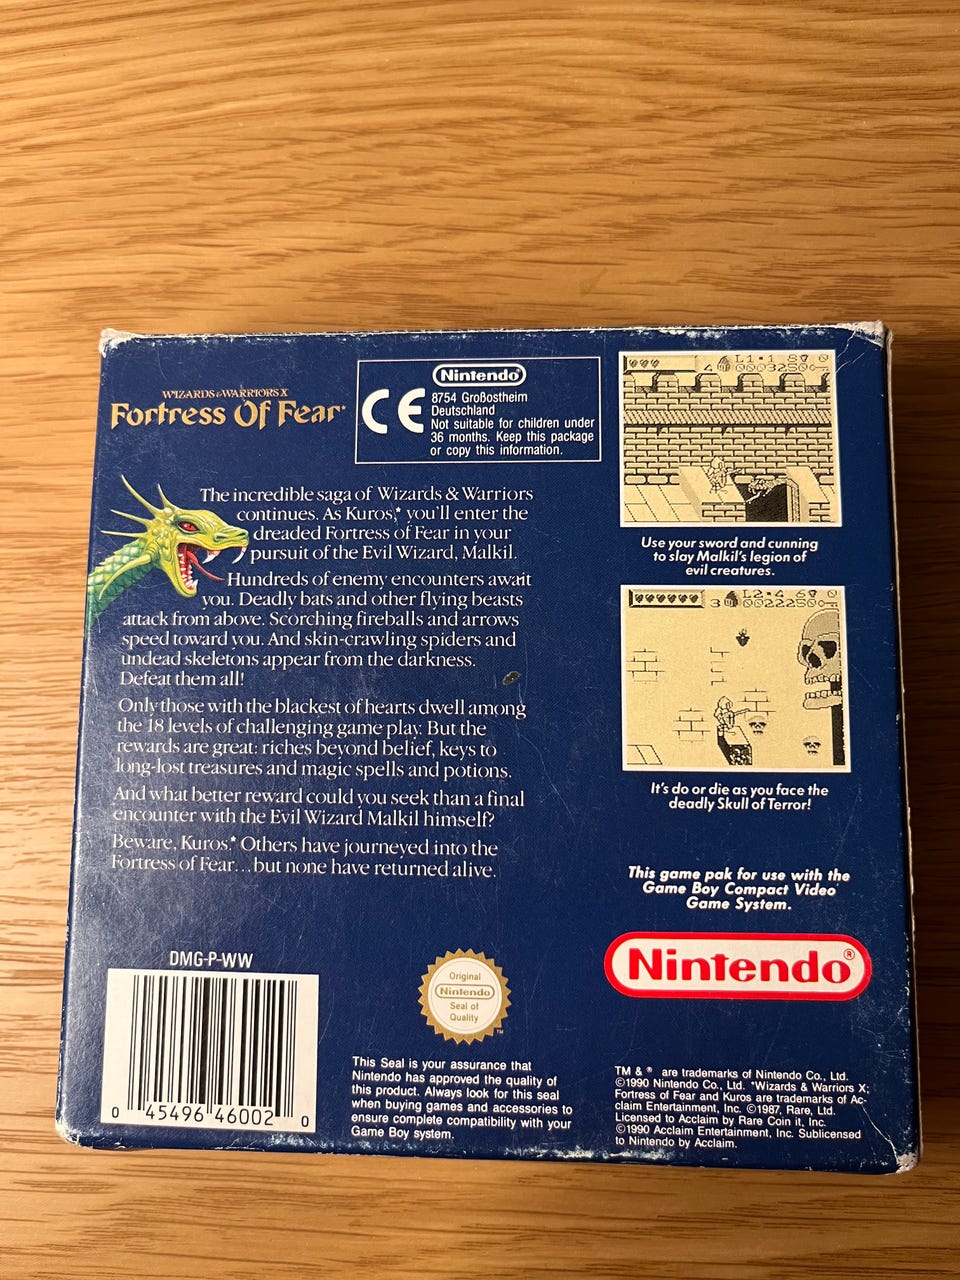 WIZARDS & WARRIORS X
Fortress Of Fear*
Nintendo®
CE
8754 Großostheim
Deutschland
Not suitable for children under
36 months. Keep this package
or copy this information.
The incredible saga of Wizards & Warriors
continues. As Kuros,* you'll enter the
dreaded Fortress of Fear in your
pursuit of the Evil Wizard, Malkil.
Hundreds of enemy encounters await
you. Deadly bats and other flying beasts
attack from above. Scorching fireballs and arrows
speed toward you. And skin-crawling spiders and
undead skeletons appear from the darkness.
Defeat them all!
Only those with the blackest of hearts dwell among
the 18 levels of challenging game play. But the
rewards are great: riches beyond belief, keys to
long-lost treasures and magic spells and potions.
And what better reward could you seek than a final
encounter with the Evil Wizard Malkil himself?
Beware, Kuros.* Others have journeyed into the
Fortress of Fear...but none have returned alive.
L1·1
4
Use your sword and cunning
to slay Malkil's legion of
evil creatures.
L2·4
3
It's do or die as you face the
deadly Skull of Terror!
This game pak for use with the
Game Boy Compact Video
Game System.
Nintendo®
DMG-P-WW
0 45496 46002 0
Original
Nintendo
Seal of
Quality
TM
This Seal is your assurance that
Nintendo has approved the quality of
this product. Always look for this seal
when buying games and accessories to
ensure complete compatibility with your
Game Boy system.
TM & ® are trademarks of Nintendo Co., Ltd.
©1990 Nintendo Co., Ltd. *Wizards & Warriors X;
Fortress of Fear and Kuros are trademarks of Ac-
claim Entertainment, Inc. ©1987, Rare, Ltd.
Licensed to Acclaim by Rare Coin it, Inc.
©1990 Acclaim Entertainment, Inc. Sublicensed
to Nintendo by Acclaim.